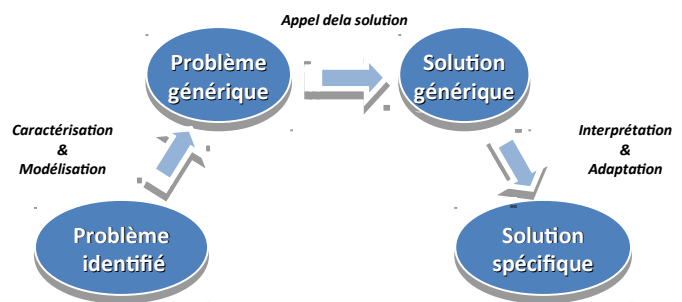 Appel dela solution
Problème
générique
Solution
générique
Caractérisation
&
Modélisation
Interprétation
&
Adaptation
Problème
identifié
Solution
spécifique